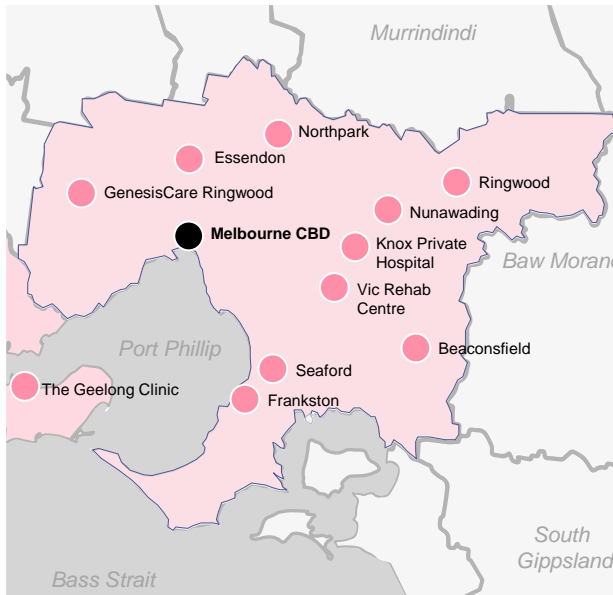 Murrindindi
Northpark
Essendon
Ringwood
GenesisCare Ringwood
Nunawading
Melbourne CBD
Knox Private
Hospital
Baw Moranc
Vic Rehab
Centre
Port Phillip
Beaconsfield
Seaford
The Geelong Clinic
Frankston
South
Gippsland
Bass Strait